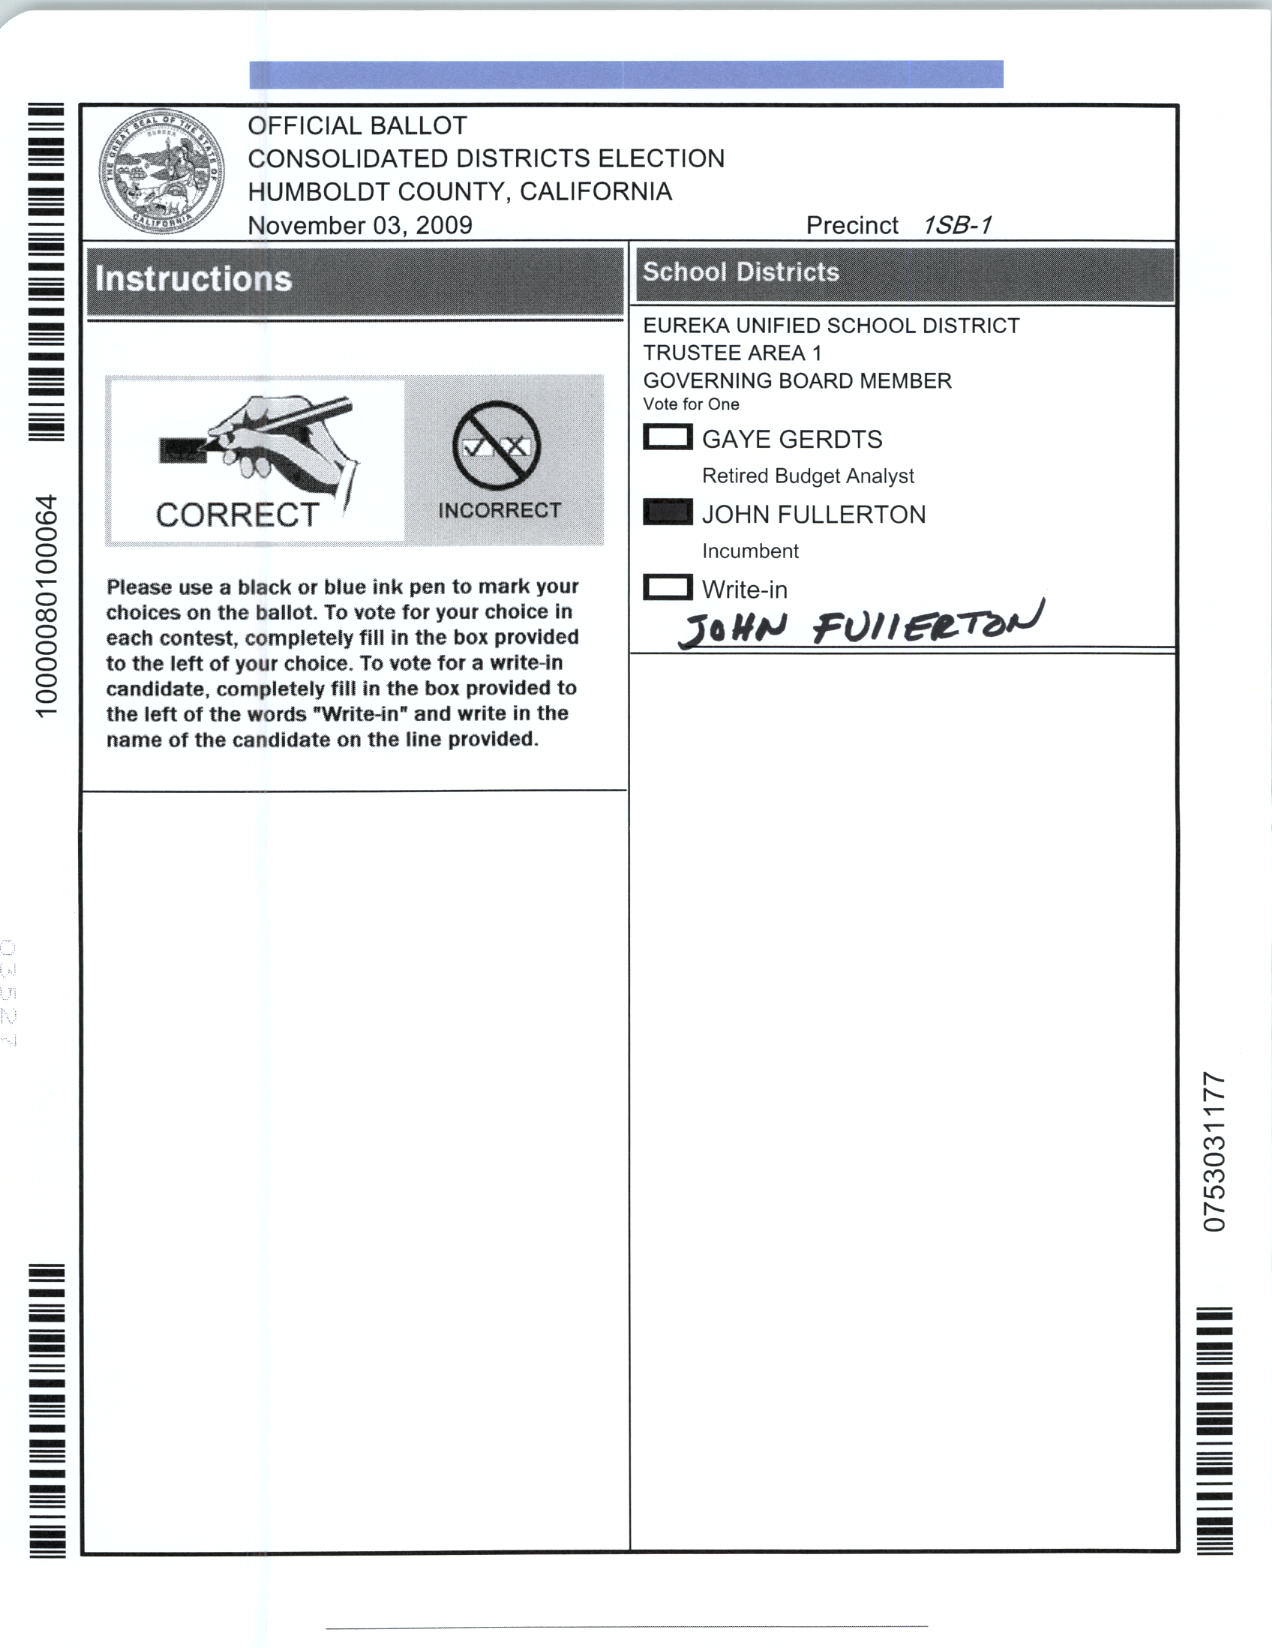 OFFICIAL BALLOT
CONSOLIDATED DISTRICTS ELECTION
HUMBOLDT COUNTY, CALIFORNIA
November 03, 2009 Precinct 1SB-1
THE GREAT SEAL OF THE STATE OF CALIFORNIA
EUREKA
Instructions
CORRECT
INCORRECT
Please use a black or blue ink pen to mark your
choices on the ballot. To vote for your choice in
each contest, completely fill in the box provided
to the left of your choice. To vote for a write-in
candidate, completely fill in the box provided to
the left of the words "Write-in" and write in the
name of the candidate on the line provided.
School Districts
EUREKA UNIFIED SCHOOL DISTRICT
TRUSTEE AREA 1
GOVERNING BOARD MEMBER
Vote for One
GAYE GERDTS
Retired Budget Analyst
JOHN FULLERTON
Incumbent
Write-in
JOHN FUllERTON
10000080100064
03527
0753031177